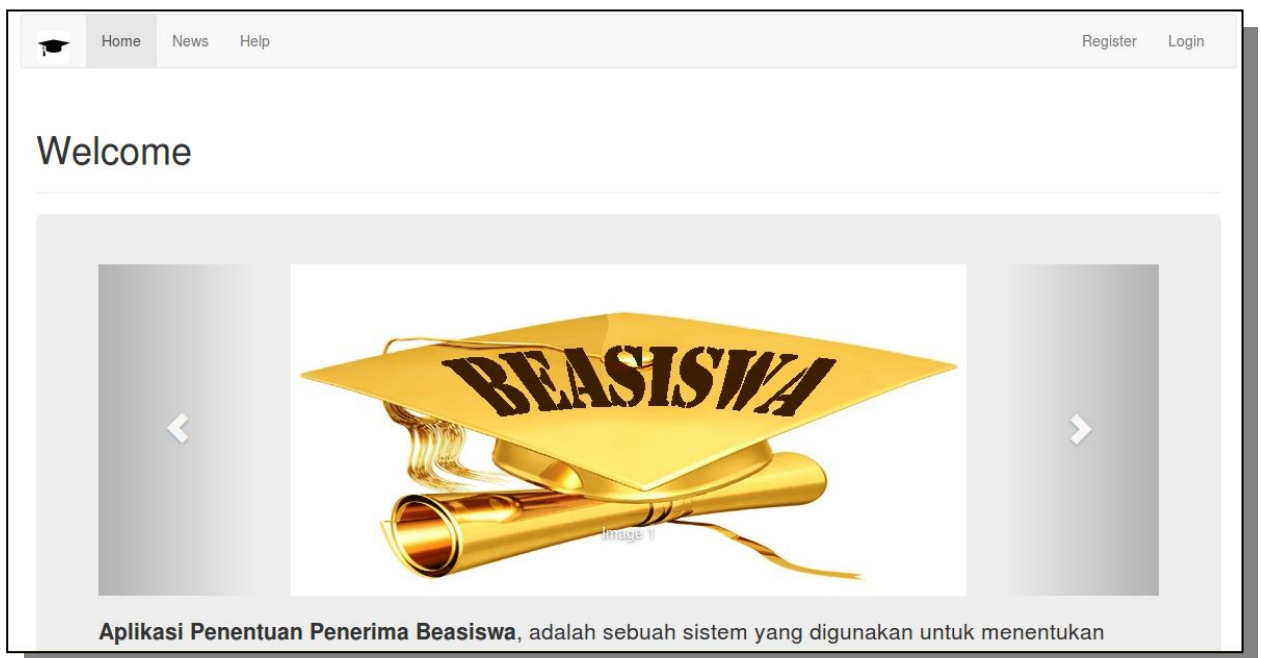 Home News Help Register Login
Welcome
BEASISWA
Image 1
Aplikasi Penentuan Penerima Beasiswa, adalah sebuah sistem yang digunakan untuk menentukan